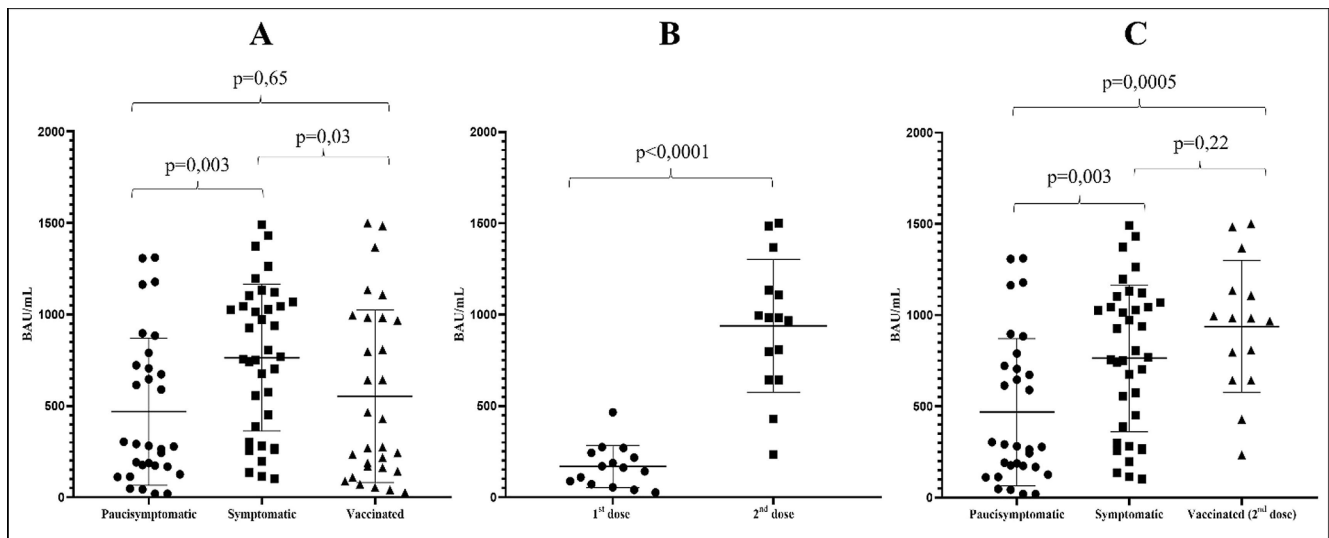 A
p=0,65
p=0,003
p=0,03
2000
1500
1000
500
0
BAU/mL
Paucisymptomatic
Symptomatic
Vaccinated
B
p<0,0001
2000
1500
1000
500
0
BAU/mL
1st dose
2nd dose
C
p=0,0005
p=0,003
p=0,22
2000
1500
1000
500
0
BAU/mL
Paucisymptomatic
Symptomatic
Vaccinated (2nd dose)